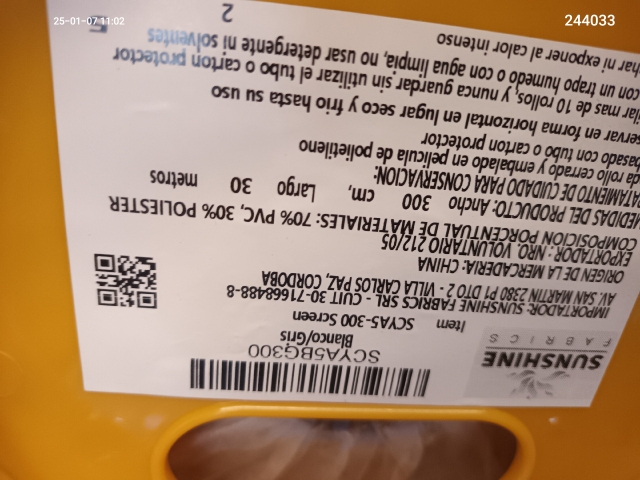 25-01-07 11:02
244033
SUNSHINE
FABRICS
SCYA5BG300
Blanco/Gris
Item SCYA5-300 Screen
IMPORTADOR: SUNSHINE FABRICS SRL - CUIT 30-71668488-8
AV. SAN MARTIN 2380 P1 DTO 2 - VILLA CARLOS PAZ, CORDOBA
ORIGEN DE LA MERCADERIA: CHINA
EXPORTADOR: NRO. VOLUNTARIO 212/05
COMPOSICION PORCENTUAL DE MATERIALES: 70% PVC, 30% POLIESTER
MEDIDAS DEL PRODUCTO: Ancho 300 cm, Largo 30 metros
TRATAMIENTO DE CUIDADO PARA CONSERVACION:
rollo cerrado y embalado en pelicula de polietileno
con tubo o carton protector
en forma horizontal en lugar seco y frio hasta su uso
mas de 10 rollos, y nunca guardar sin utilizar el tubo o carton protector
con un trapo humedo o con agua limpia, no usar detergente ni solventes
ni exponer al calor intenso
2